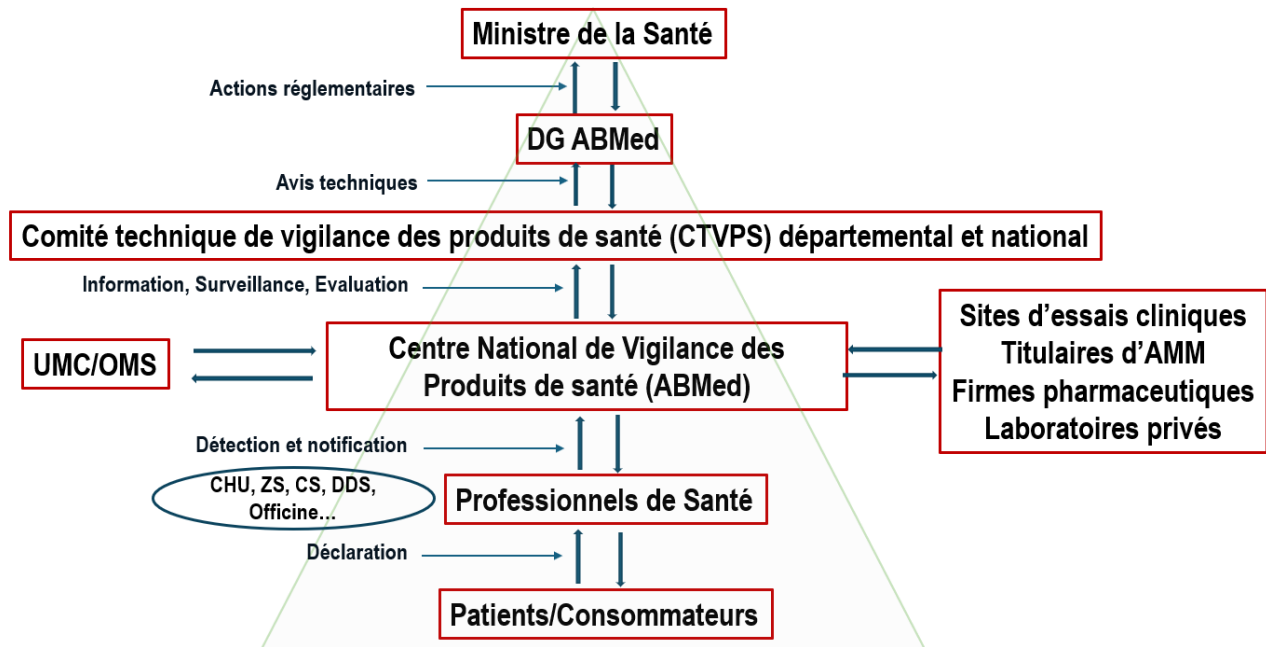 Ministre de la Santé
Actions réglementaires
DG ABMed
Avis techniques
Comité technique de vigilance des produits de santé (CTVPS) départemental et national
Information, Surveillance, Evaluation
UMC/OMS
Centre National de Vigilance des
Produits de santé (ABMed)
Sites d’essais cliniques
Titulaires d’AMM
Firmes pharmaceutiques
Laboratoires privés
Détection et notification
CHU, ZS, CS, DDS,
Officine…
Professionnels de Santé
Déclaration
Patients/Consommateurs